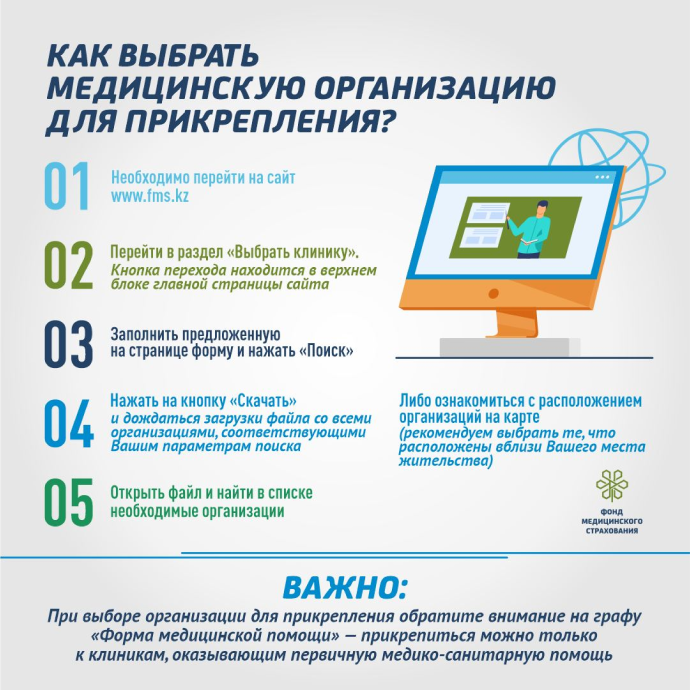 КАК ВЫБРАТЬ
МЕДИЦИНСКУЮ ОРГАНИЗАЦИЮ
ДЛЯ ПРИКРЕПЛЕНИЯ?
01
Необходимо перейти на сайт
www.fms.kz
02
Перейти в раздел «Выбрать клинику».
Кнопка перехода находится в верхнем
блоке главной страницы сайта
03
Заполнить предложенную
на странице форму и нажать «Поиск»
04
Нажать на кнопку «Скачать»
и дождаться загрузки файла со всеми
организациями, соответствующими
Вашим параметрам поиска
Либо ознакомиться с расположением
организаций на карте
(рекомендуем выбрать те, что
расположены вблизи Вашего места
жительства)
05
Открыть файл и найти в списке
необходимые организации
ФОНД
МЕДИЦИНСКОГО
СТРАХОВАНИЯ
ВАЖНО:
При выборе организации для прикрепления обратите внимание на графу
«Форма медицинской помощи» — прикрепиться можно только
к клиникам, оказывающим первичную медико-санитарную помощь